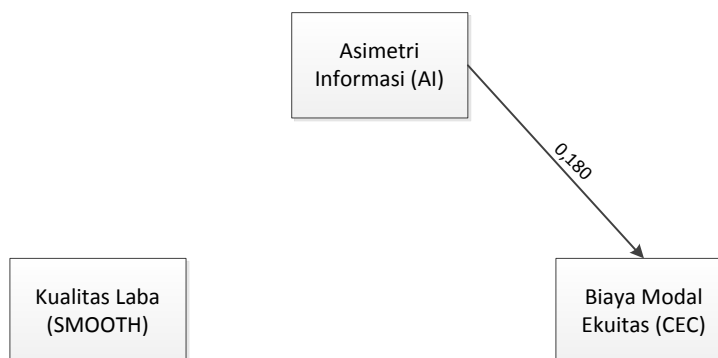 Asimetri
Informasi (AI)
0,180
Kualitas Laba
(SMOOTH)
Biaya Modal
Ekuitas (CEC)